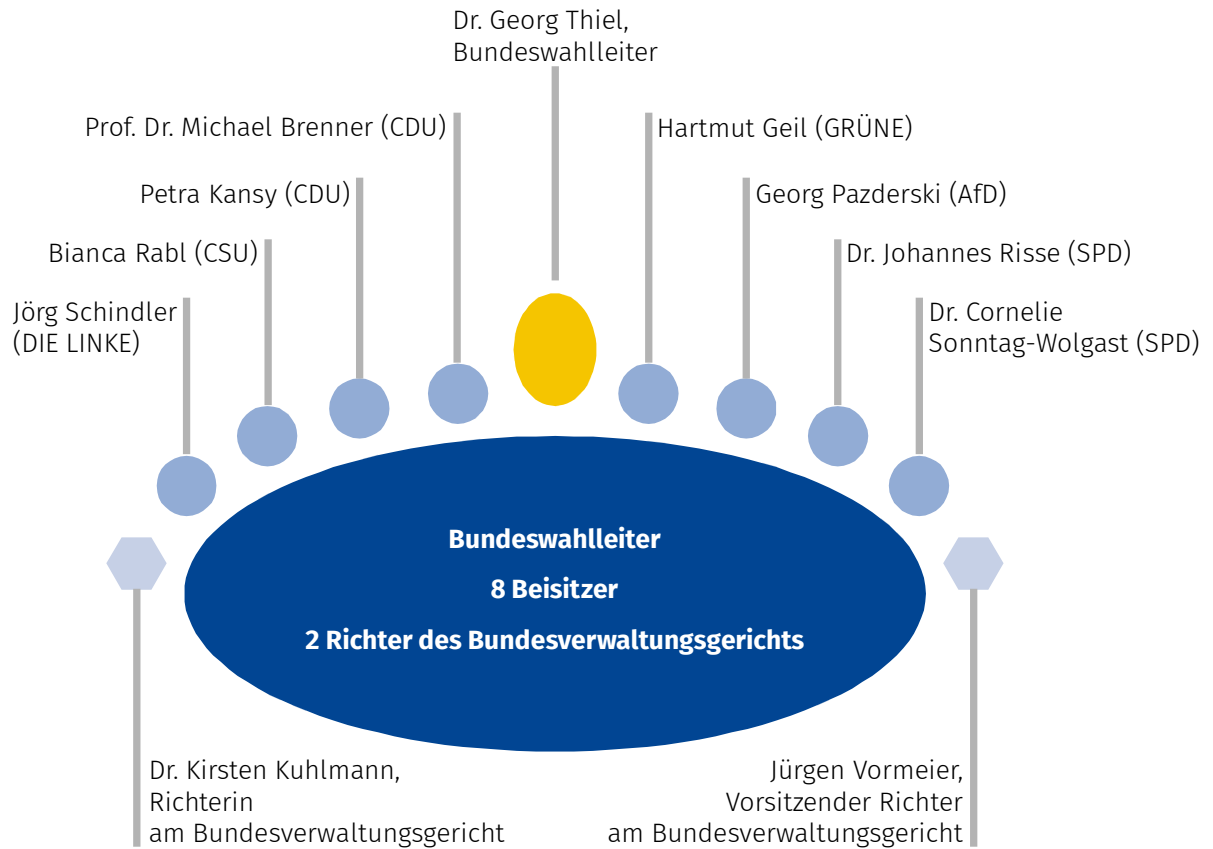 Dr. Georg Thiel,
Bundeswahlleiter
Prof. Dr. Michael Brenner (CDU)
Hartmut Geil (GRÜNE)
Petra Kansy (CDU)
Georg Pazderski (AfD)
Bianca Rabl (CSU)
Dr. Johannes Risse (SPD)
Jörg Schindler
(DIE LINKE)
Dr. Cornelie
Sonntag-Wolgast (SPD)
Bundeswahlleiter
8 Beisitzer
2 Richter des Bundesverwaltungsgerichts
Dr. Kirsten Kuhlmann,
Richterin
am Bundesverwaltungsgericht
Jürgen Vormeier,
Vorsitzender Richter
am Bundesverwaltungsgericht